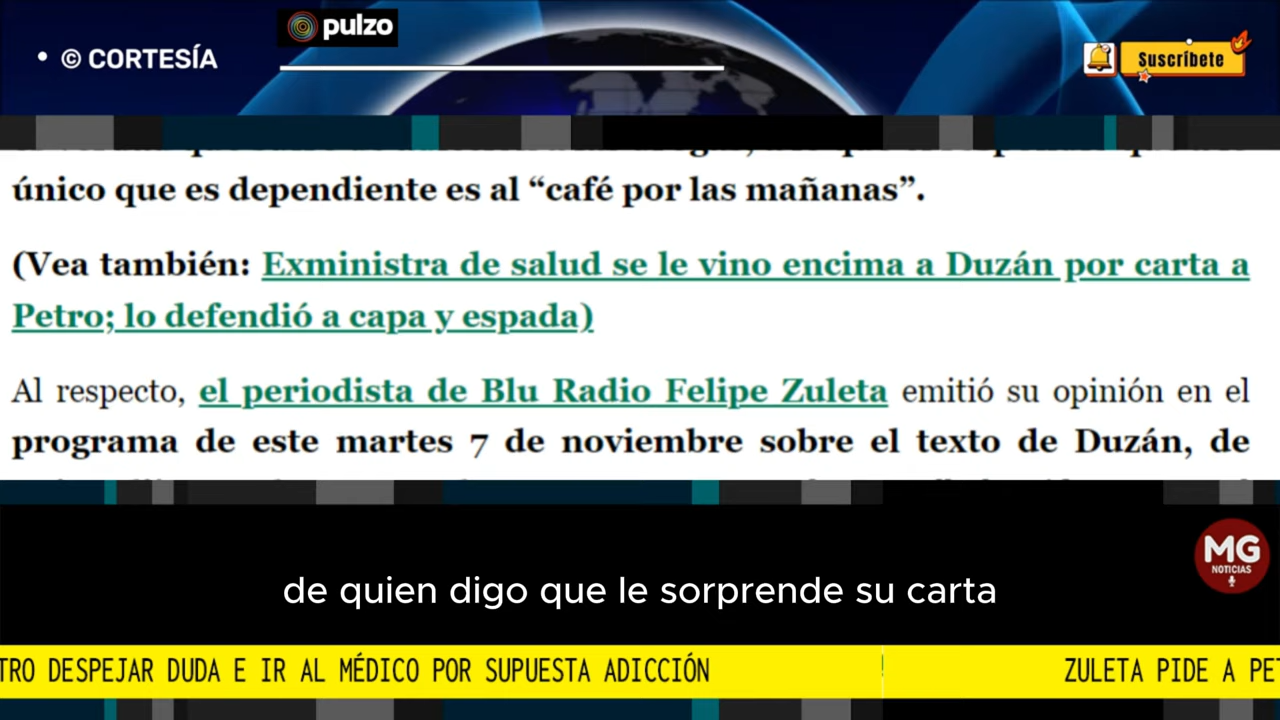 pulzo
• © CORTESÍA
Suscríbete
único que es dependiente es al “café por las mañanas”.
(Vea también: Exministra de salud se le vino encima a Duzán por carta a
Petro; lo defendió a capa y espada)
Al respecto, el periodista de Blu Radio Felipe Zuleta emitió su opinión en el
programa de este martes 7 de noviembre sobre el texto de Duzán, de
MG
NOTICIAS
de quien digo que le sorprende su carta
TRO DESPEJAR DUDA E IR AL MÉDICO POR SUPUESTA ADICCIÓN ZULETA PIDE A PE